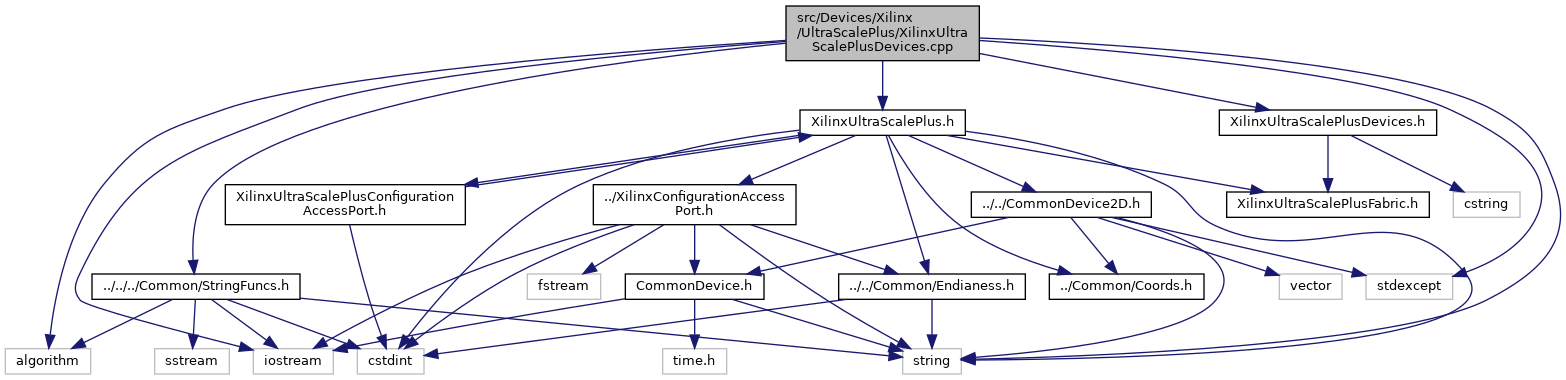 src/Devices/Xilinx
/UltraScalePlus/XilinxUltra
ScalePlusDevices.cpp
XilinxUltraScalePlus.h
XilinxUltraScalePlusDevices.h
XilinxUltraScalePlusConfiguration
AccessPort.h
../XilinxConfigurationAccess
Port.h
../../CommonDevice2D.h
XilinxUltraScalePlusFabric.h
cstring
../../../Common/StringFuncs.h
fstream
CommonDevice.h
../../Common/Endianess.h
../Common/Coords.h
vector
stdexcept
algorithm
sstream
iostream
cstdint
time.h
string